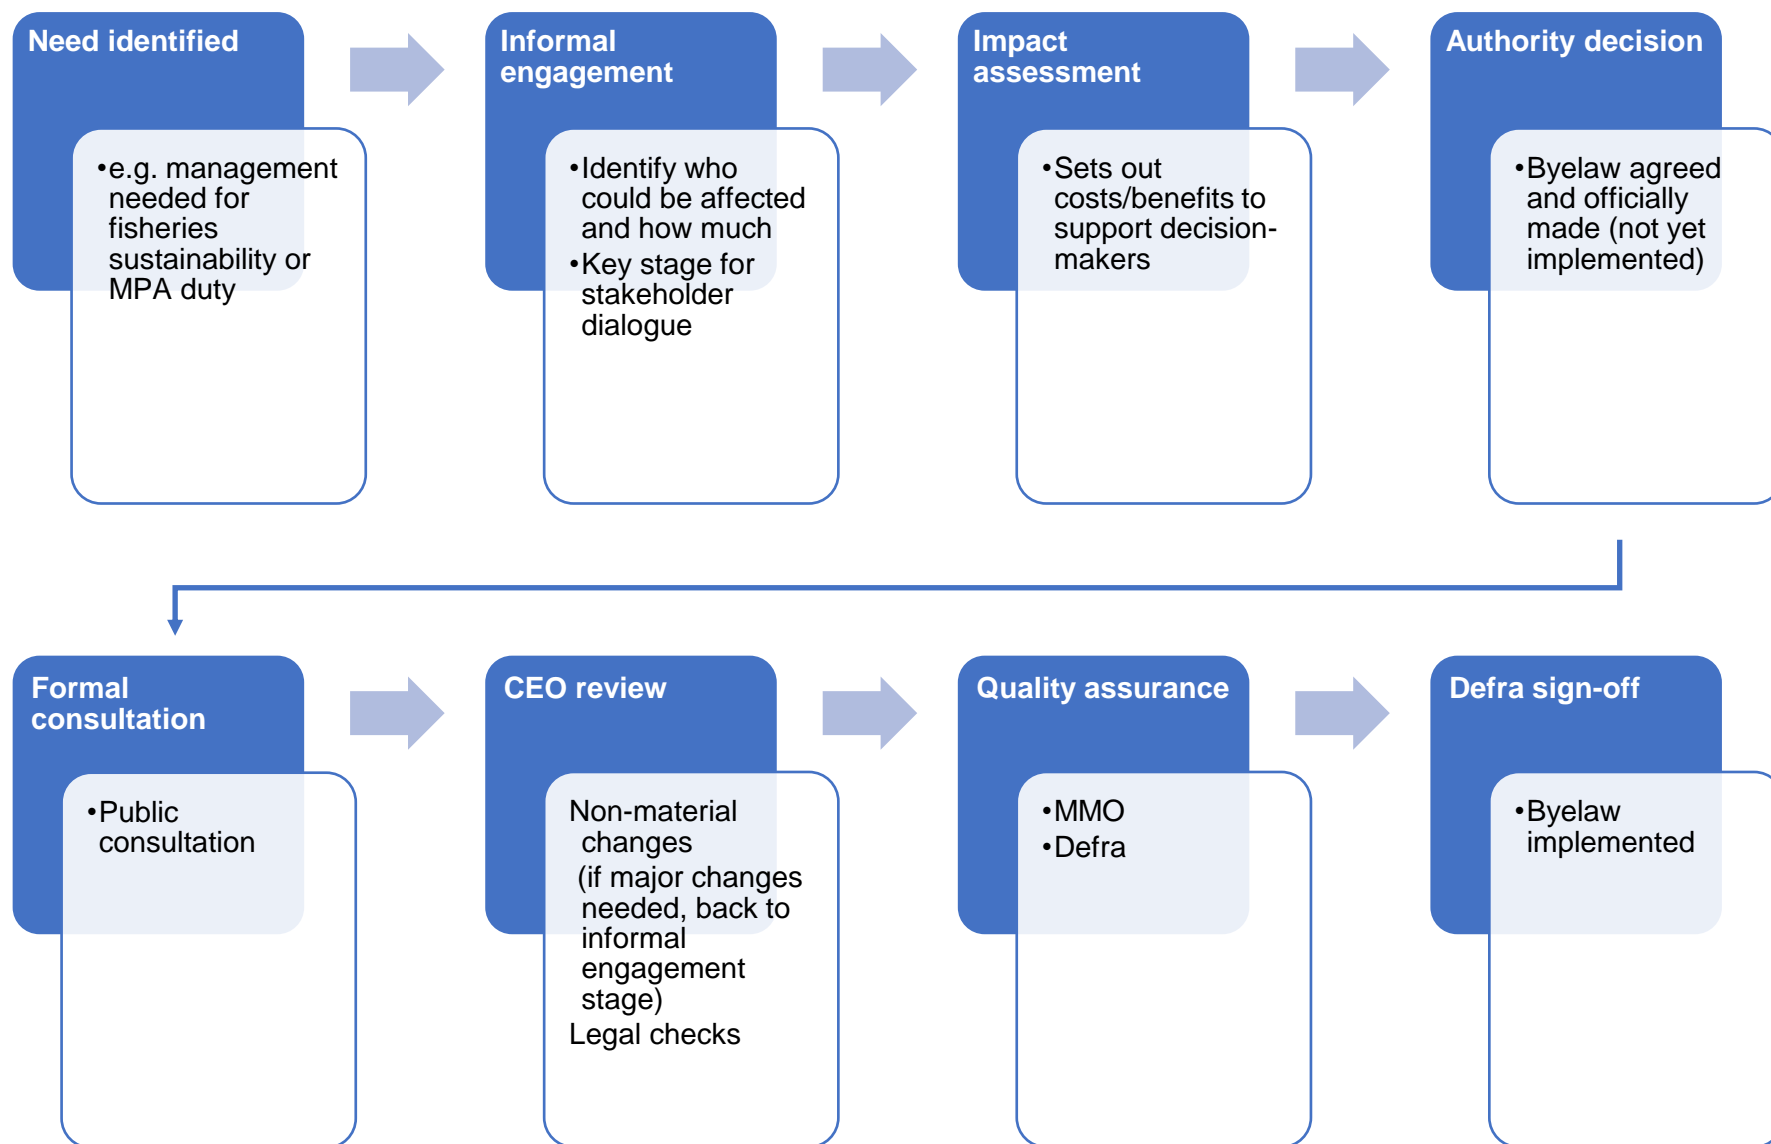 Need identified
•e.g. management
needed for
fisheries
sustainability or
MPA duty
Informal
engagement
•Identify who
could be affected
and how much
•Key stage for
stakeholder
dialogue
Impact
assessment
•Sets out
costs/benefits to
support decision-
makers
Authority decision
•Byelaw agreed
and officially
made (not yet
implemented)
Formal
consultation
•Public
consultation
CEO review
Non-material
changes
(if major changes
needed, back to
informal
engagement
stage)
Legal checks
Quality assurance
•MMO
•Defra
Defra sign-off
•Byelaw
implemented